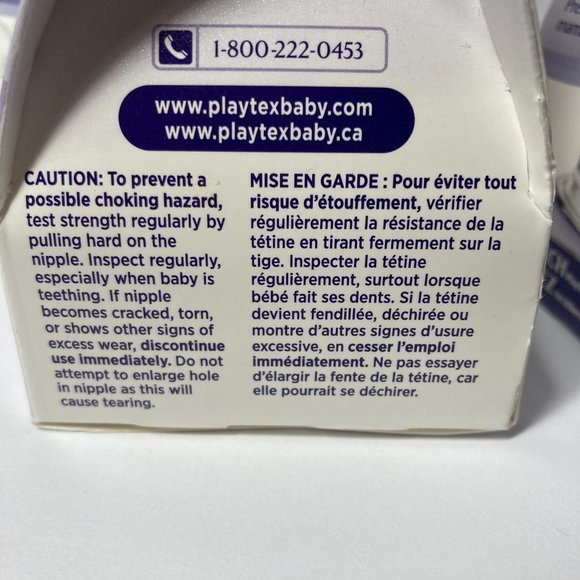 1-800-222-0453
www.playtexbaby.com
www.playtexbaby.ca
CAUTION: To prevent a
possible choking hazard,
test strength regularly by
pulling hard on the
nipple. Inspect regularly,
especially when baby is
teething. If nipple
becomes cracked, torn,
or shows other signs of
excess wear, discontinue
use immediately. Do not
attempt to enlarge hole
in nipple as this will
cause tearing.
MISE EN GARDE : Pour éviter tout
risque d'étouffement, vérifier
régulièrement la résistance de la
tétine en tirant fermement sur la
tige. Inspecter la tétine
régulièrement, surtout lorsque
bébé fait ses dents. Si la tétine
devient fendillée, déchirée ou
montre d'autres signes d'usure
excessive, en cesser l'emploi
immédiatement. Ne pas essayer
d'élargir la fente de la tétine, car
elle pourrait se déchirer.